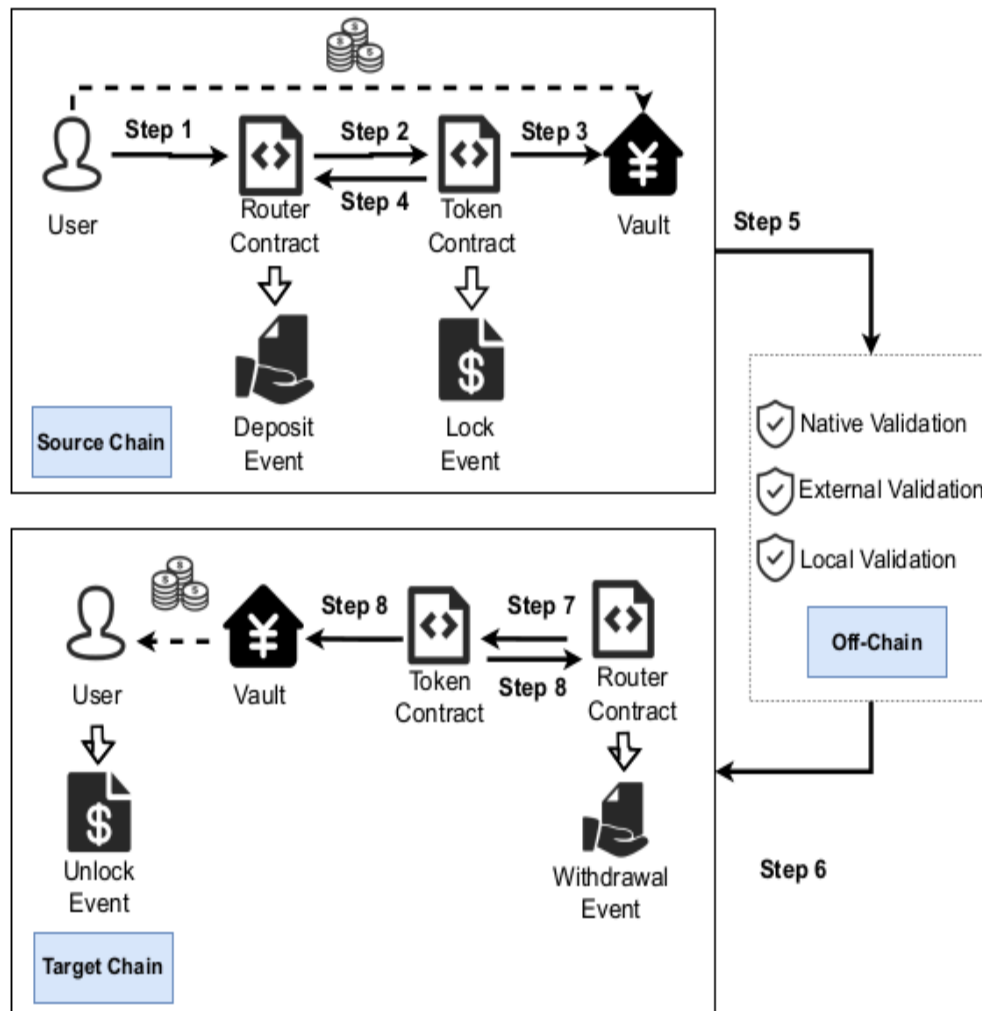 Step 1
Step 2
Step 3
Step 4
User
Router
Contract
Token
Contract
Vault
Deposit
Event
Lock
Event
Source Chain
Step 5
Native Validation
External Validation
Local Validation
Off-Chain
Step 6
Step 8
Step 7
Step 8
User
Vault
Token
Contract
Router
Contract
Unlock
Event
Withdrawal
Event
Target Chain